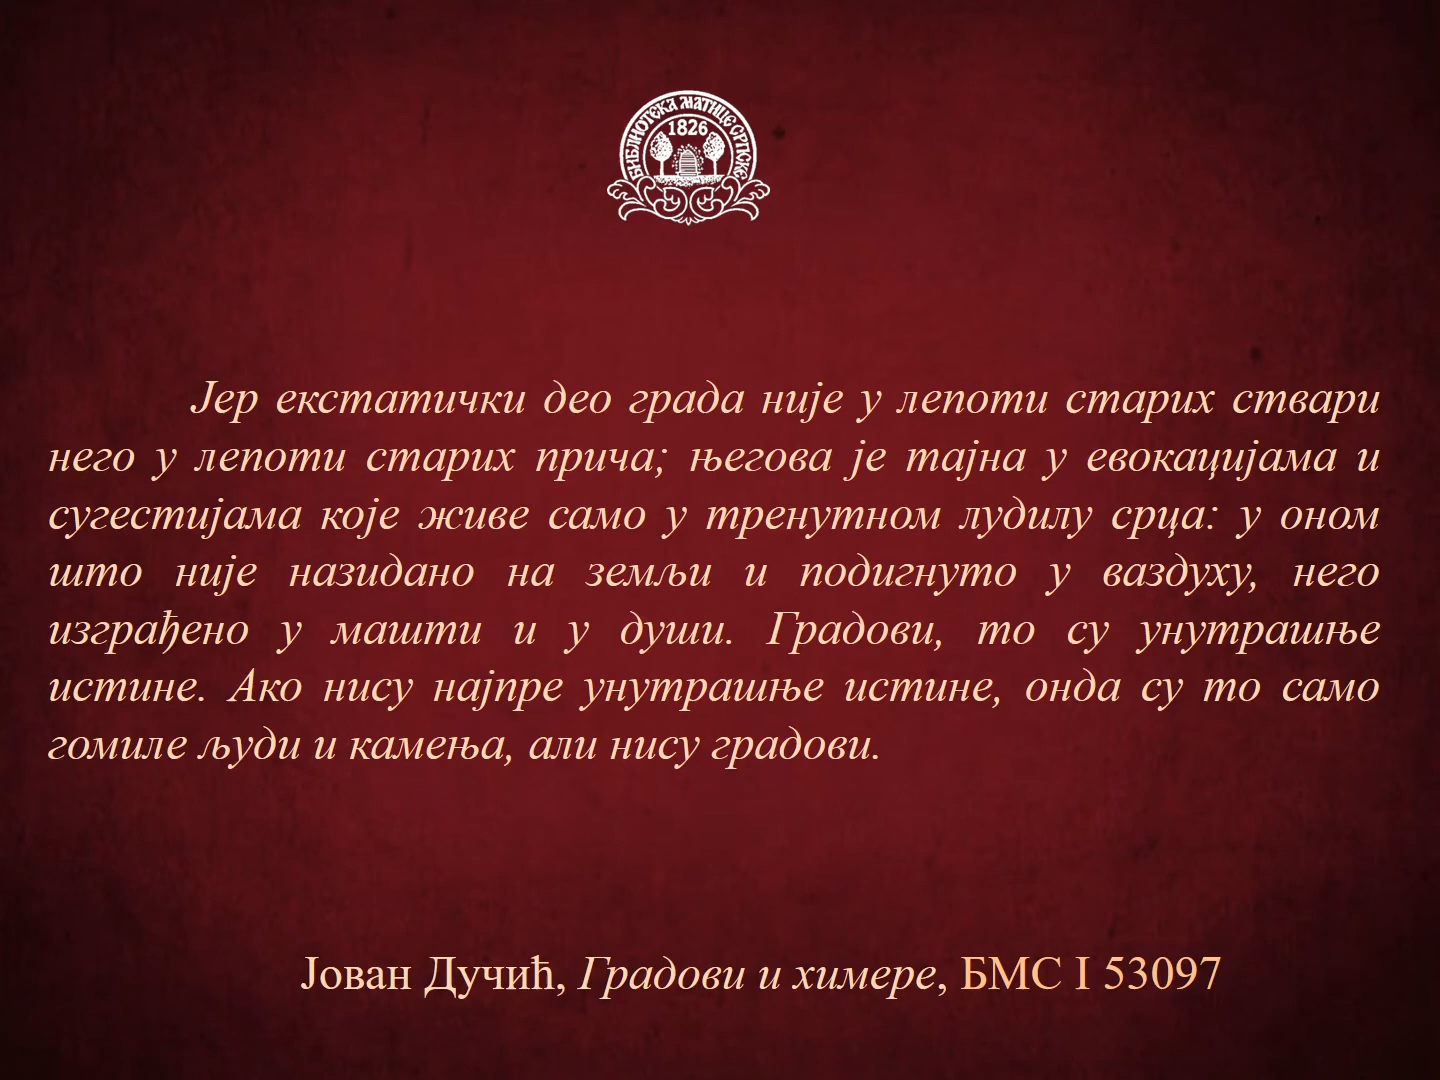 БИБЛИОТЕКА МАТИЦЕ СРПСКЕ
1826
Јер екстатички део града није у лепоти старих ствари
него у лепоти старих прича; његова је тајна у евокацијама и
сугестијама које живе само у тренутном лудилу срца: у оном
што није назидано на земљи и подигнуто у ваздуху, него
изграђено у машти и у души. Градови, то су унутрашње
истине. Ако нису најпре унутрашње истине, онда су то само
гомиле људи и камења, али нису градови.
Јован Дучић, Градови и химере, БМС I 53097